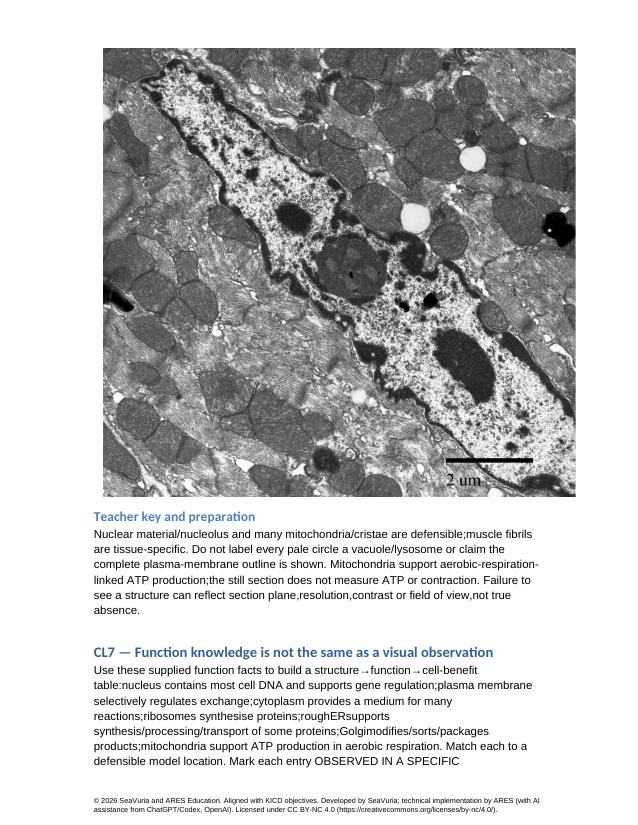 2 um
Teacher key and preparation
Nuclear material/nucleolus and many mitochondria/cristae are defensible;muscle fibrils
are tissue-specific. Do not label every pale circle a vacuole/lysosome or claim the
complete plasma-membrane outline is shown. Mitochondria support aerobic-respiration-
linked ATP production;the still section does not measure ATP or contraction. Failure to
see a structure can reflect section plane,resolution,contrast or field of view,not true
absence.
CL7 — Function knowledge is not the same as a visual observation
Use these supplied function facts to build a structure→function→cell-benefit
table:nucleus contains most cell DNA and supports gene regulation;plasma membrane
selectively regulates exchange;cytoplasm provides a medium for many
reactions;ribosomes synthesise proteins;roughERsupports
synthesis/processing/transport of some proteins;Golgimodifies/sorts/packages
products;mitochondria support ATP production in aerobic respiration. Match each to a
defensible model location. Mark each entry OBSERVED IN A SPECIFIC
© 2026 SeaVuria and ARES Education. Aligned with KICD objectives. Developed by SeaVuria; technical implementation by ARES (with AI
assistance from ChatGPT/Codex, OpenAI). Licensed under CC BY-NC 4.0 (https://creativecommons.org/licenses/by-nc/4.0/).